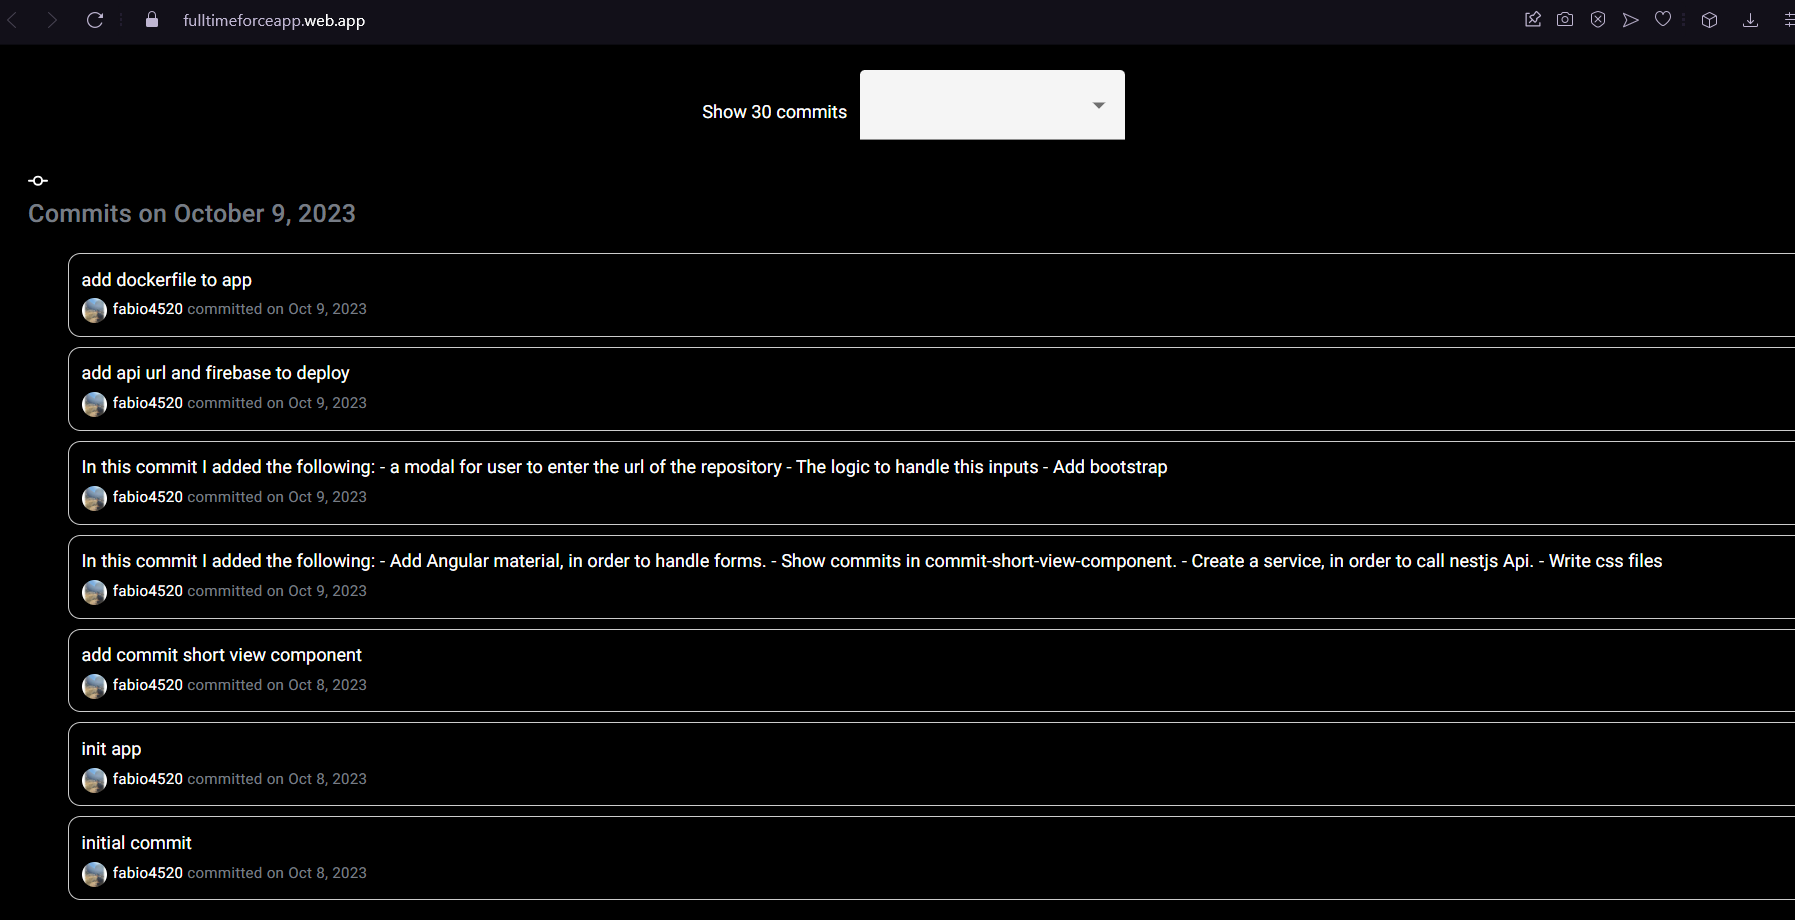 fulltimeforceapp.web.app
Show 30 commits
Commits on October 9, 2023
add dockerfile to app
fabio4520 committed on Oct 9, 2023
add api url and firebase to deploy
fabio4520 committed on Oct 9, 2023
In this commit I added the following: - a modal for user to enter the url of the repository - The logic to handle this inputs - Add bootstrap
fabio4520 committed on Oct 9, 2023
In this commit I added the following: - Add Angular material, in order to handle forms. - Show commits in commit-short-view-component. - Create a service, in order to call nestjs Api. - Write css files
fabio4520 committed on Oct 9, 2023
add commit short view component
fabio4520 committed on Oct 8, 2023
init app
fabio4520 committed on Oct 8, 2023
initial commit
fabio4520 committed on Oct 8, 2023